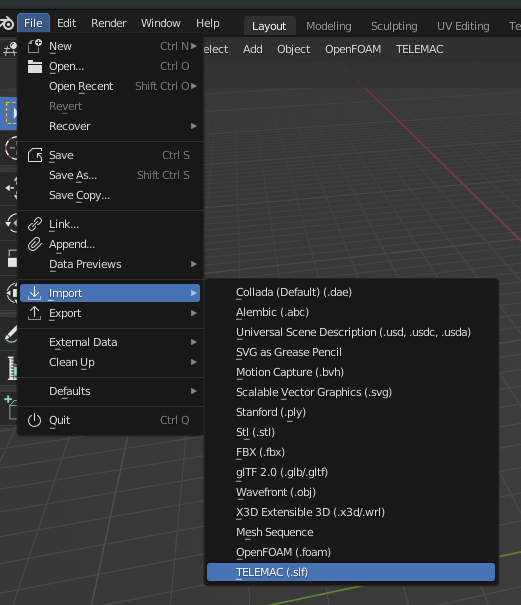 File Edit Render Window Help Layout Modeling Sculpting UV Editing Te
elect Add Object OpenFOAM TELEMAC
New Ctrl N
Open... Ctrl O
Open Recent Shift Ctrl O
Revert
Recover
Save Ctrl S
Save As... Shift Ctrl S
Save Copy...
Link...
Append...
Data Previews
Import
Export
External Data
Clean Up
Defaults
Quit Ctrl Q
Collada (Default) (.dae)
Alembic (.abc)
Universal Scene Description (.usd, .usdc, .usda)
SVG as Grease Pencil
Motion Capture (.bvh)
Scalable Vector Graphics (.svg)
Stanford (.ply)
Stl (.stl)
FBX (.fbx)
glTF 2.0 (.glb/.gltf)
Wavefront (.obj)
X3D Extensible 3D (.x3d/.wrl)
Mesh Sequence
OpenFOAM (.foam)
TELEMAC (.slf)